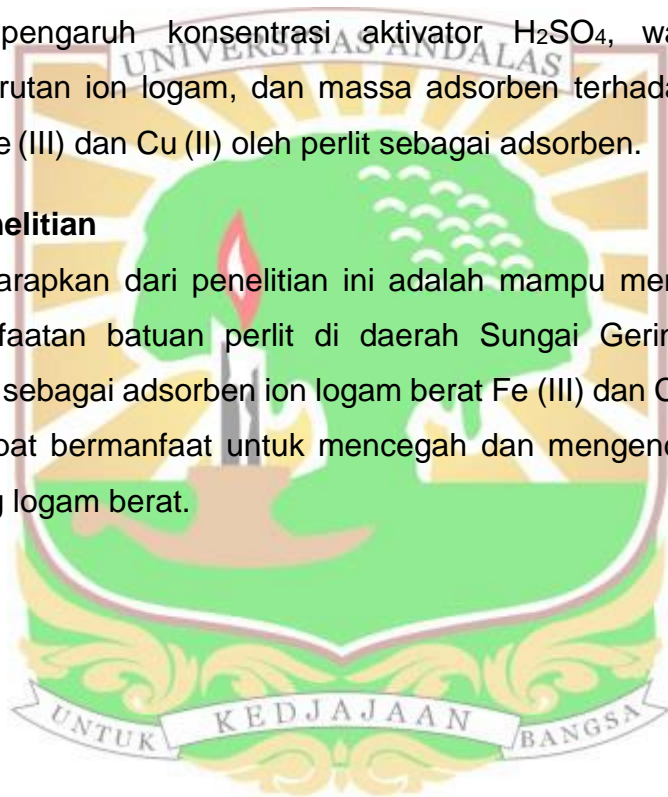 pengaruh konsentrasi aktivator H₂SO₄, wa
UNIVERSITAS ANDALAS
rutan ion logam, dan massa adsorben terhada
e (III) dan Cu (II) oleh perlit sebagai adsorben.
nelitian
arapkan dari penelitian ini adalah mampu mer
faatan batuan perlit di daerah Sungai Gerin
sebagai adsorben ion logam berat Fe (III) dan C
pat bermanfaat untuk mencegah dan mengenc
g logam berat.
UNTUK KEDJAJAAN BANGSA